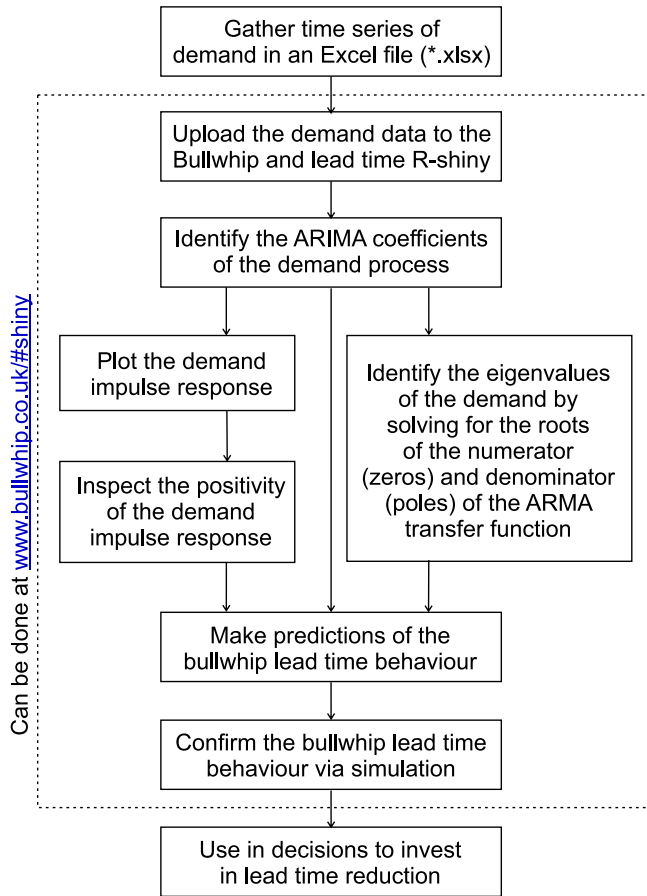 Gather time series of
demand in an Excel file (*.xlsx)
Upload the demand data to the
Bullwhip and lead time R-shiny
Identify the ARIMA coefficients
of the demand process
Plot the demand
impulse response
Inspect the positivity
of the demand
impulse response
Identify the eigenvalues
of the demand by
solving for the roots
of the numerator
(zeros) and denominator
(poles) of the ARMA
transfer function
Make predictions of the
bullwhip lead time behaviour
Confirm the bullwhip lead time
behaviour via simulation
Use in decisions to invest
in lead time reduction
Can be done at www.bullwhip.co.uk/#shiny